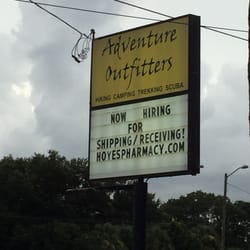 Adventure
Outfitters
HIKING CAMPING TREKKING SCUBA
NOW HIRING
FOR
SHIPPING/RECEIVING!
HOYESPHARMACY.COM